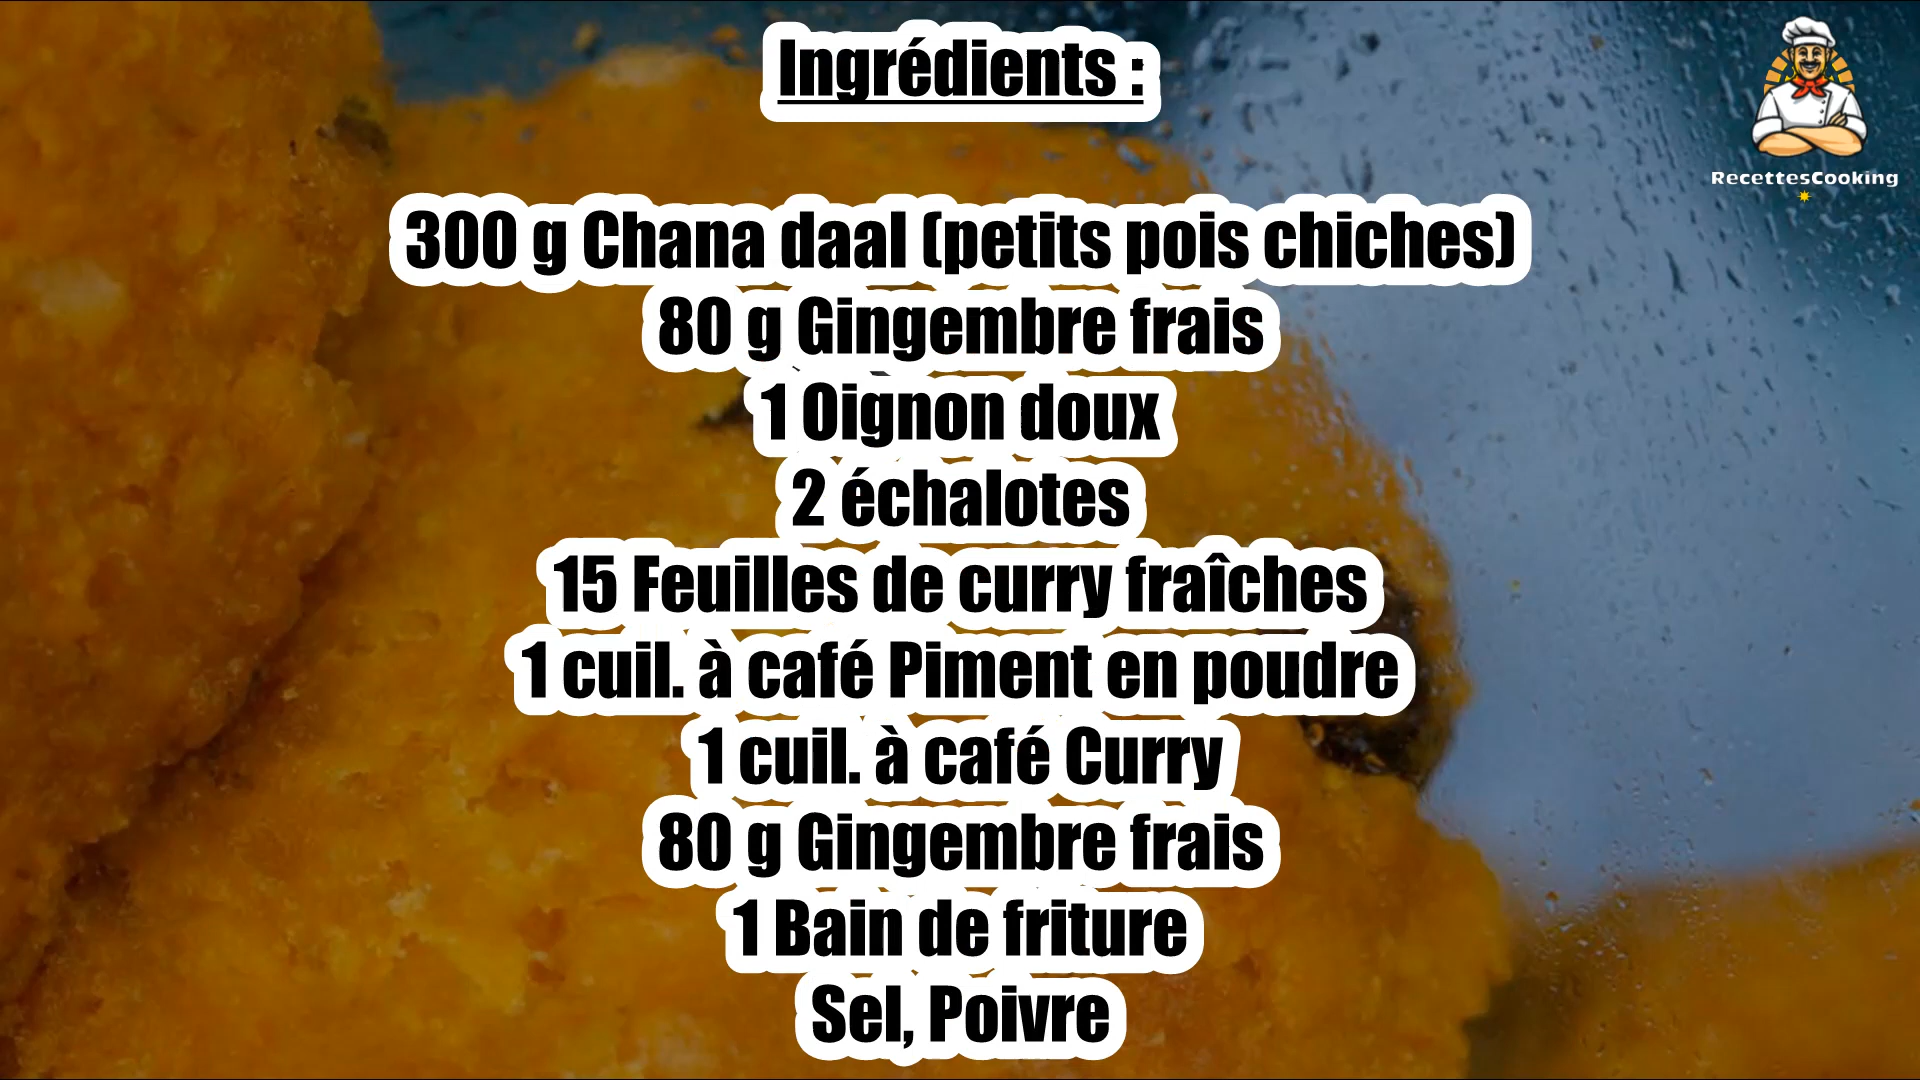 Ingrédients :
RecettesCooking
300 g Chana daal (petits pois chiches)
80 g Gingembre frais
1 Oignon doux
2 échalotes
15 Feuilles de curry fraîches
1 cuil. à café Piment en poudre
1 cuil. à café Curry
80 g Gingembre frais
1 Bain de friture
Sel, Poivre